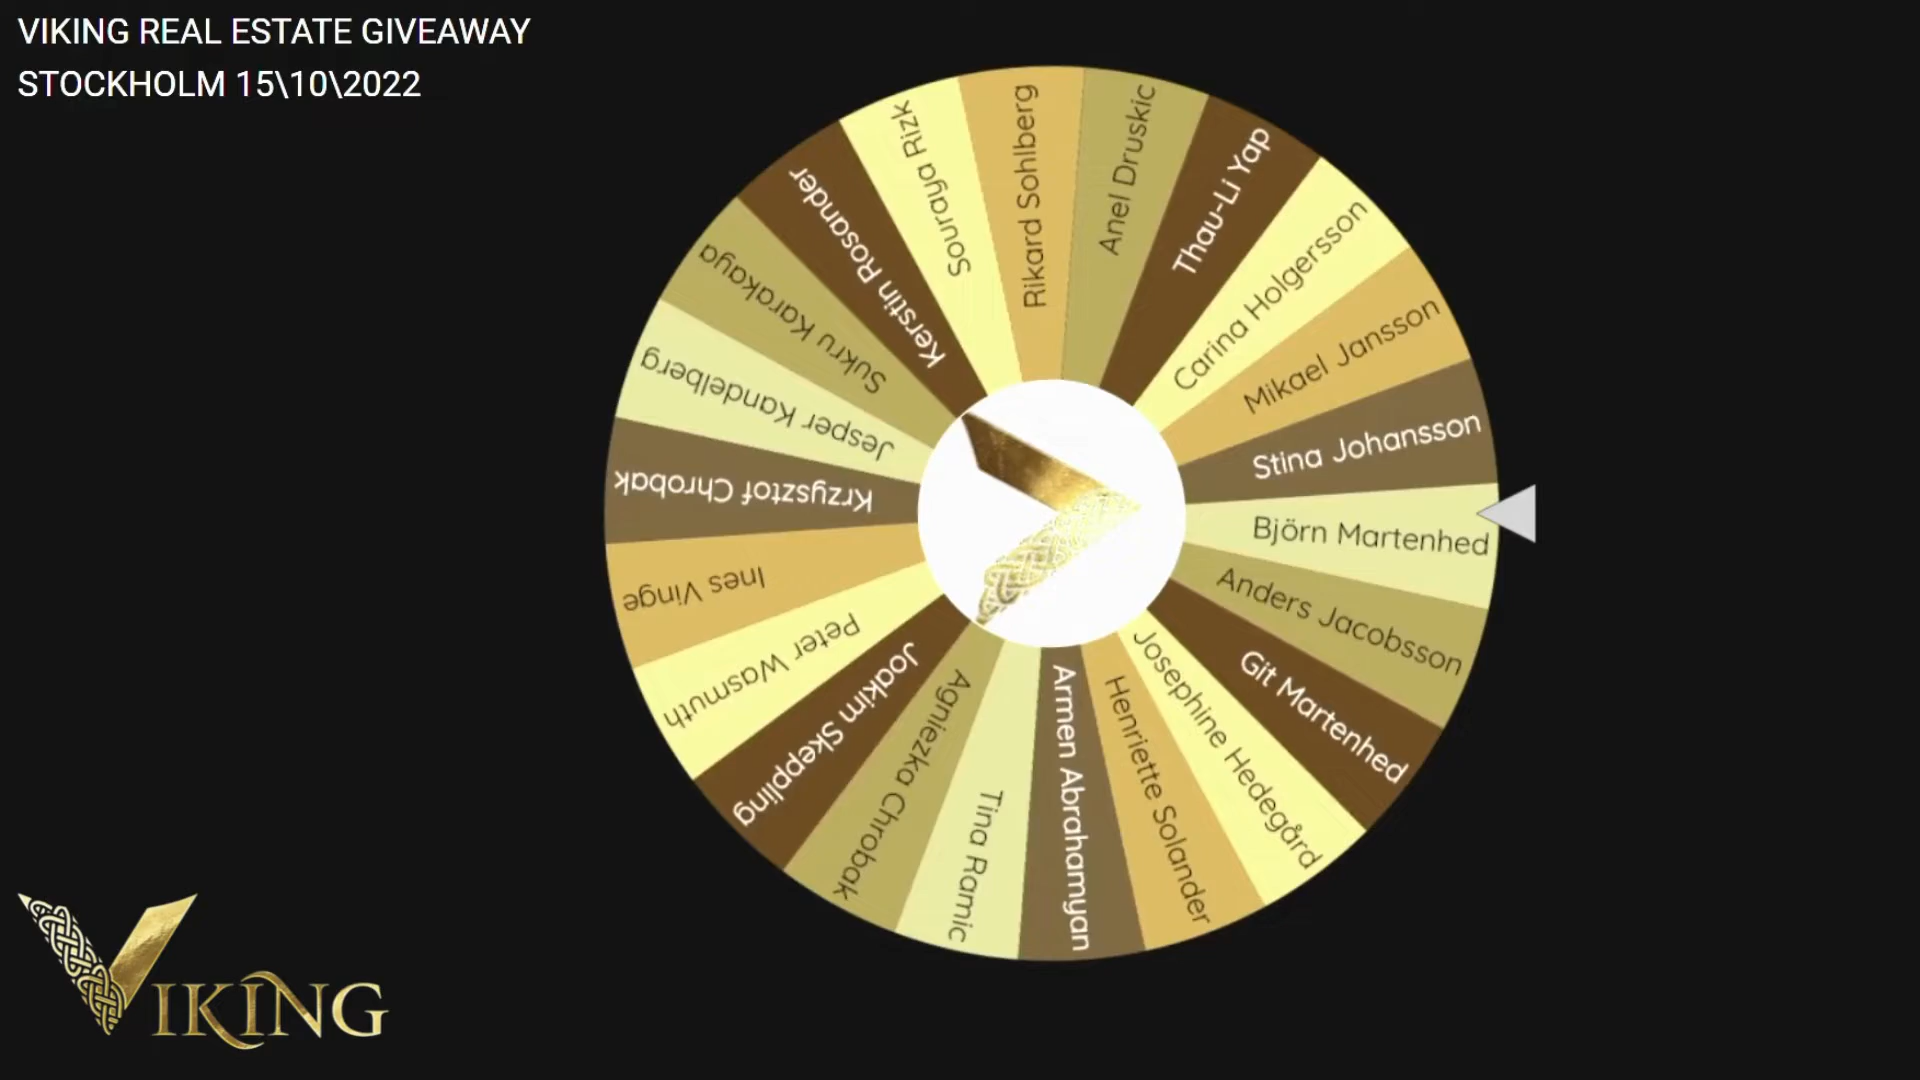 VIKING REAL ESTATE GIVEAWAY
STOCKHOLM 15\10\2022
Rikard Sohlberg
Anel Druskic
Thau-Li Yap
Carina Holgersson
Mikael Jansson
Stina Johansson
Björn Martenhed
Anders Jacobsson
Git Martenhed
Josephine Hedegård
Henriette Solander
Armen Abrahamyan
Tina Ramic
Agniezka Chrobak
Joakim Skeppling
Peter Wasmuth
Ines Vinge
Krzysztof Chrobak
Jesper Kandelberg
Sukru Karakaya
Kerstin Rosander
Souraya Rizk
VIKING